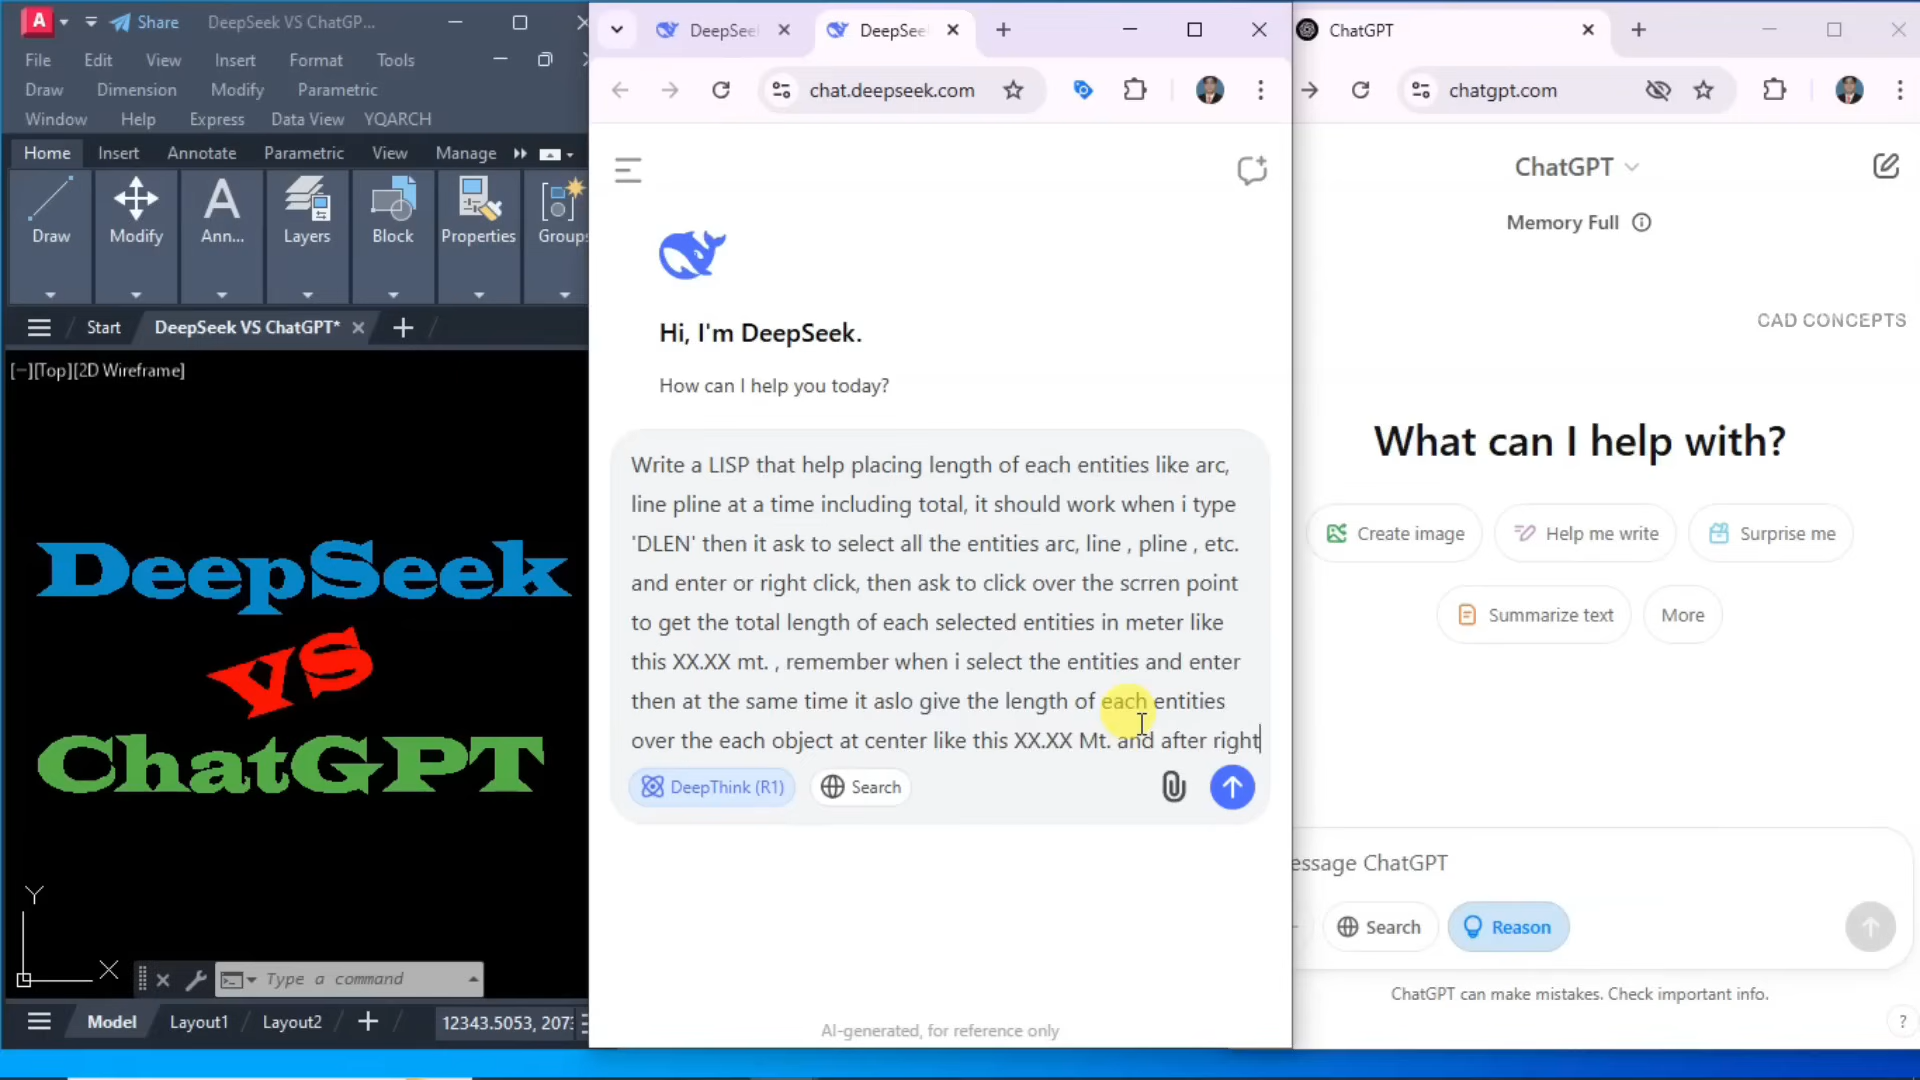 A Share DeepSeek VS ChatGP...
File Edit View Insert Format Tools
Draw Dimension Modify Parametric
Window Help Express Data View YQARCH
Home Insert Annotate Parametric View Manage
Draw Modify Ann... Layers Block Properties Group
A
Start DeepSeek VS ChatGPT*
[−][Top][2D Wireframe]
DeepSeek
VS
ChatGPT
Y
X
Type a command
Model Layout1 Layout2
12343.5053, 207
DeepSee DeepSee
chat.deepseek.com
Hi, I'm DeepSeek.
How can I help you today?
Write a LISP that help placing length of each entities like arc,
line pline at a time including total, it should work when i type
'DLEN' then it ask to select all the entities arc, line , pline , etc.
and enter or right click, then ask to click over the scrren point
to get the total length of each selected entities in meter like
this XX.XX mt. , remember when i select the entities and enter
then at the same time it aslo give the length of each entities
over the each object at center like this XX.XX Mt. and after right
DeepThink (R1) Search
AI-generated, for reference only
ChatGPT
chatgpt.com
ChatGPT
Memory Full
CAD CONCEPTS
What can I help with?
Create image Help me write Surprise me
Summarize text More
essage ChatGPT
Search Reason
ChatGPT can make mistakes. Check important info.
?